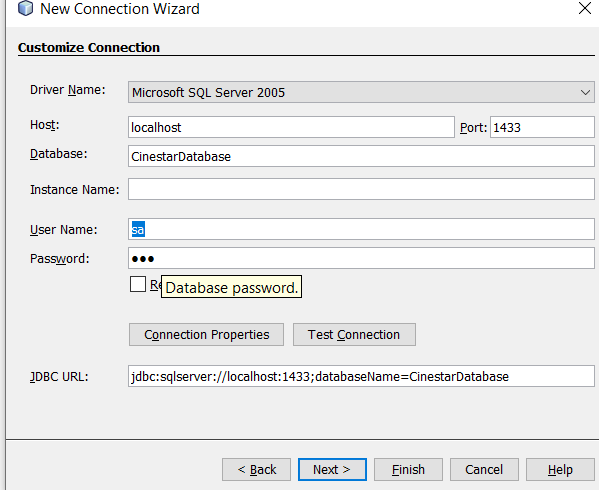 New Connection Wizard
Customize Connection
Driver Name: Microsoft SQL Server 2005
Host: localhost Port: 1433
Database: CinestarDatabase
Instance Name:
User Name: sa
Password: ●●●
Re
Database password.
Connection Properties Test Connection
JDBC URL: jdbc:sqlserver://localhost:1433;databaseName=CinestarDatabase
< Back Next > Finish Cancel Help